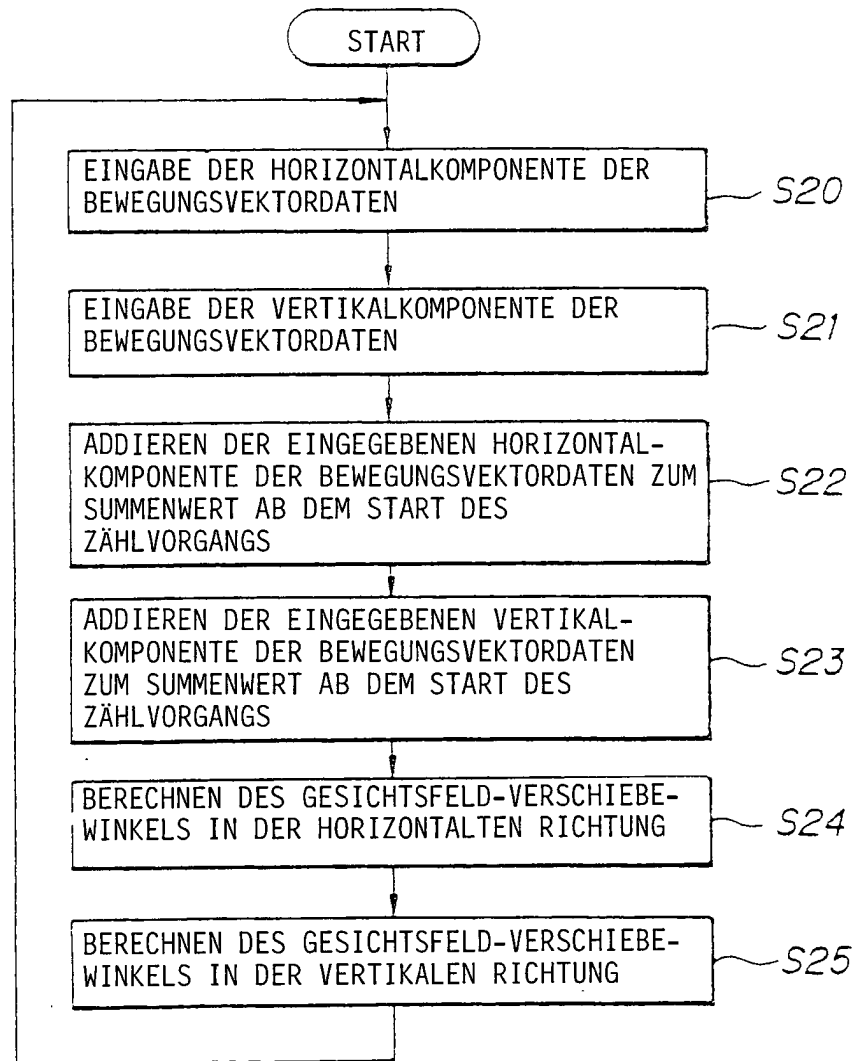 START
EINGABE DER HORIZONTALKOMPONENTE DER
BEWEGUNGSVEKTORDATEN
S20
EINGABE DER VERTIKALKOMPONENTE DER
BEWEGUNGSVEKTORDATEN
S21
ADDIEREN DER EINGEGEBENEN HORIZONTAL-
KOMPONENTE DER BEWEGUNGSVEKTORDATEN ZUM
SUMMENWERT AB DEM START DES
ZÄHLVORGANGS
S22
ADDIEREN DER EINGEGEBENEN VERTIKAL-
KOMPONENTE DER BEWEGUNGSVEKTORDATEN
ZUM SUMMENWERT AB DEM START DES
ZÄHLVORGANGS
S23
BERECHNEN DES GESICHTSFELD-VERSCHIEBE-
WINKELS IN DER HORIZONTALTEN RICHTUNG
S24
BERECHNEN DES GESICHTSFELD-VERSCHIEBE-
WINKELS IN DER VERTIKALEN RICHTUNG
S25